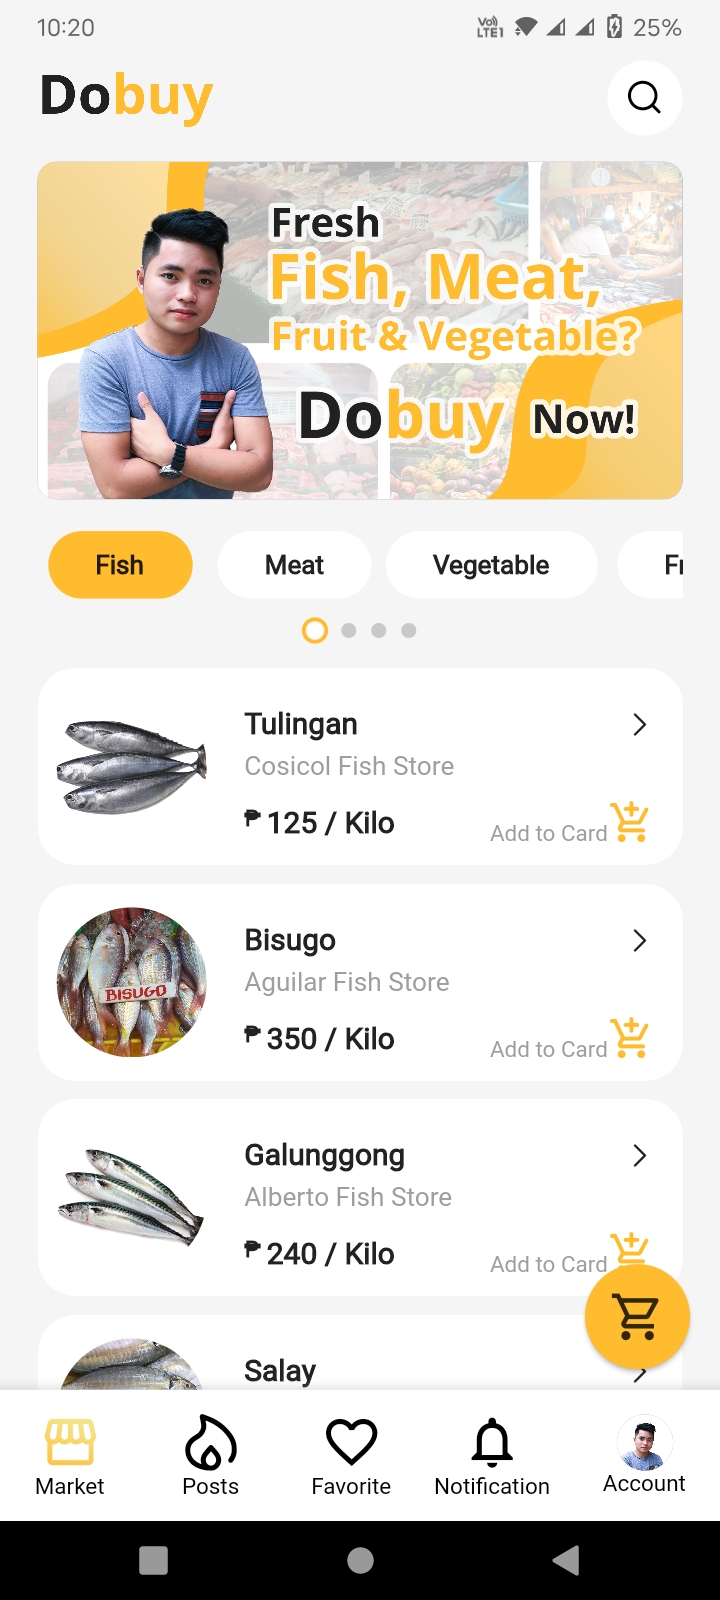 10:20
Vo) LTE1
25%
Dobuy
Fresh
Fish, Meat,
Fruit & Vegetable?
Dobuy Now!
Fish
Meat
Vegetable
Fr
Tulingan
Cosicol Fish Store
₱ 125 / Kilo
Add to Card
BISUGO
Bisugo
Aguilar Fish Store
₱ 350 / Kilo
Add to Card
Galunggong
Alberto Fish Store
₱ 240 / Kilo
Add to Card
Salay
Market
Posts
Favorite
Notification
Account